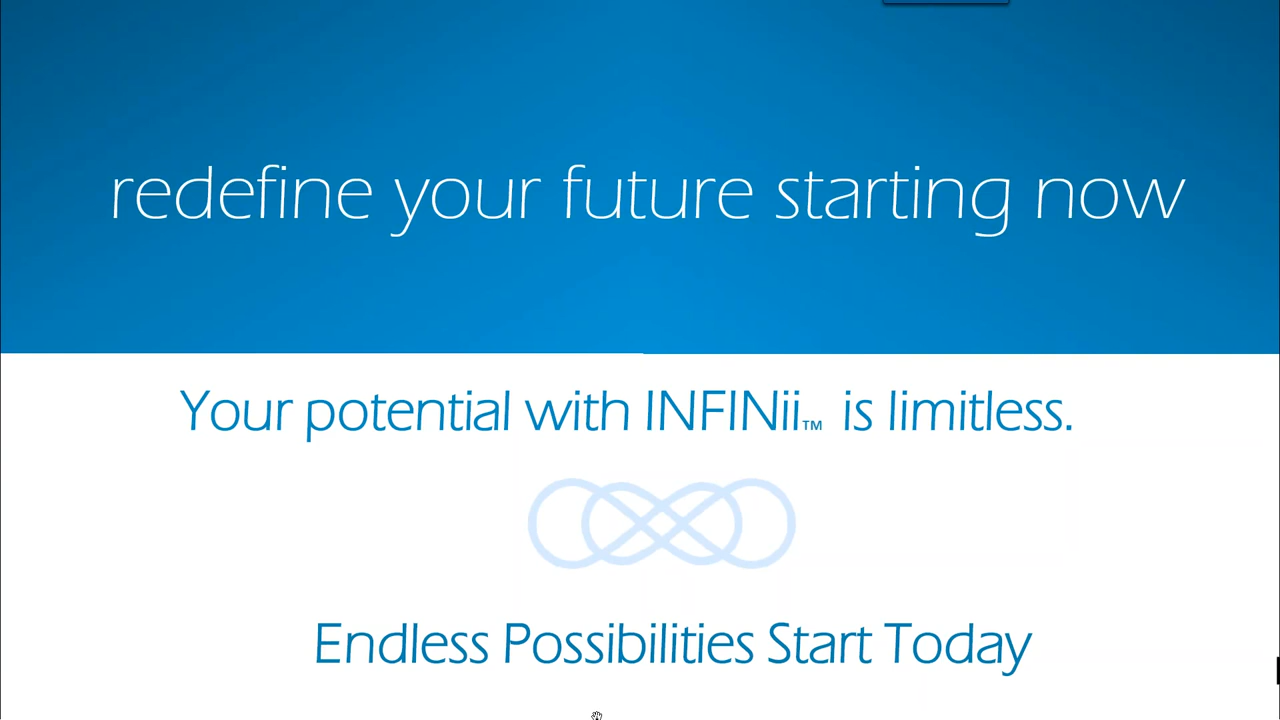 redefine your future starting now
Your potential with INFINii™ is limitless.
Endless Possibilities Start Today